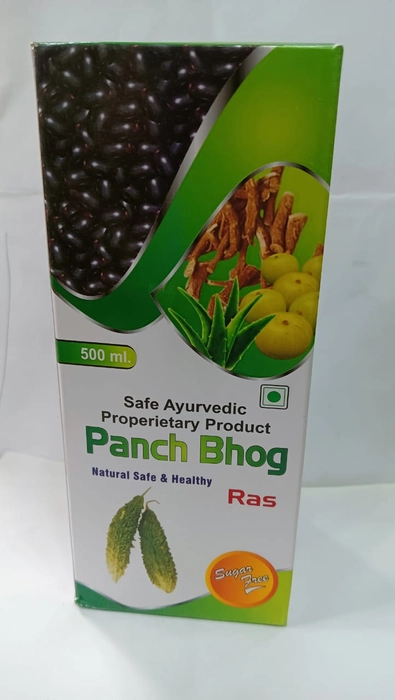 500 ml.
Safe Ayurvedic
Properietary Product
Panch Bhog
Natural Safe & Healthy
Ras
Sugar
Free